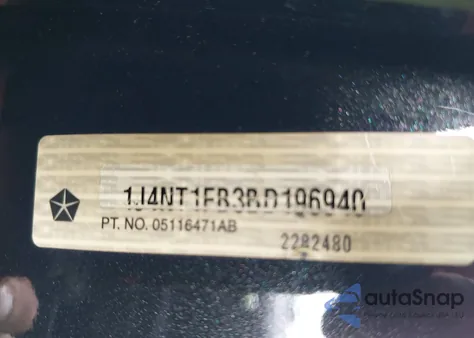 1J4NT1FB3BD196940
PT. NO. 05116471AB
2282480
autoSnap